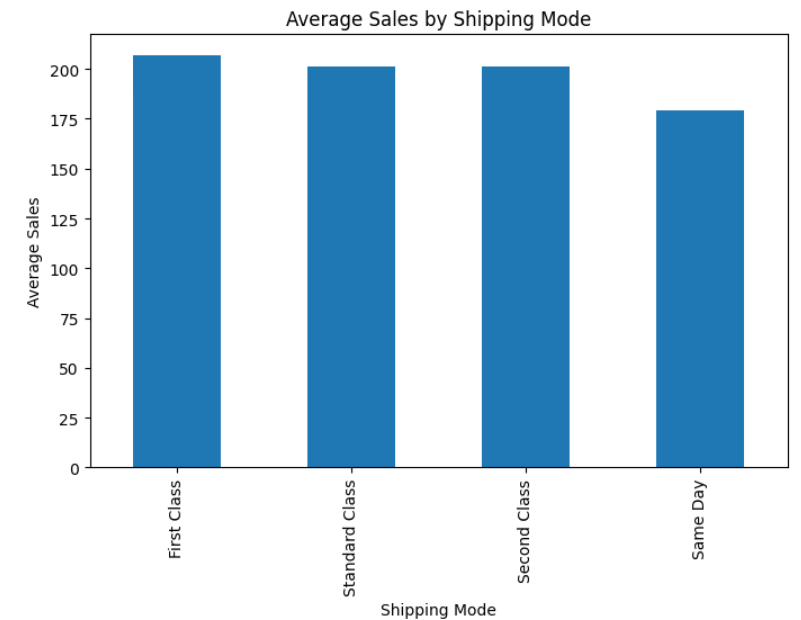 Average Sales by Shipping Mode
Average Sales
200
175
150
125
100
75
50
25
0
First Class
Standard Class
Second Class
Same Day
Shipping Mode